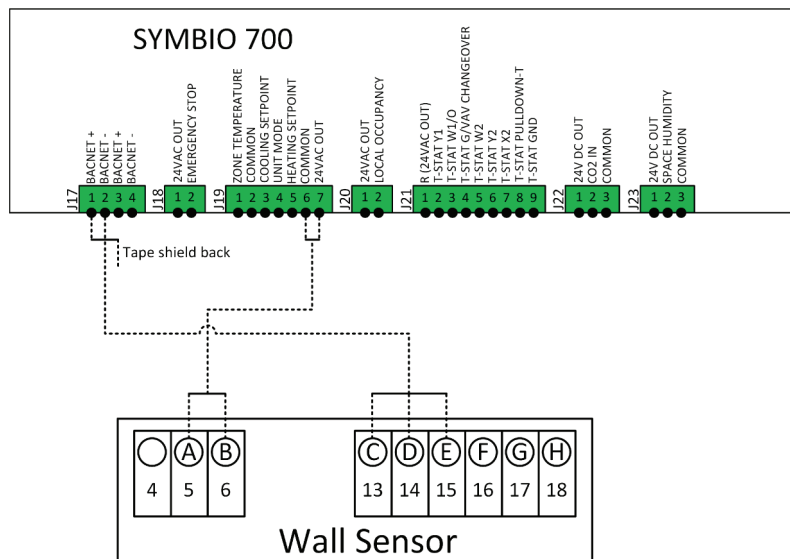 SYMBIO 700
J17
BACNET +
BACNET -
BACNET +
BACNET -
1 2 3 4
J18
24VAC OUT
EMERGENCY STOP
1 2
J19
ZONE TEMPERATURE
COMMON
COOLING SETPOINT
UNIT MODE
HEATING SETPOINT
COMMON
24VAC OUT
1 2 3 4 5 6 7
J20
24VAC OUT
LOCAL OCCUPANCY
1 2
J21
R (24VAC OUT)
T-STAT Y1
T-STAT W1/O
T-STAT G/VAV CHANGEOVER
T-STAT W2
T-STAT Y2
T-STAT X2
T-STAT PULLDOWN-T
T-STAT GND
1 2 3 4 5 6 7 8 9
J22
24V DC OUT
CO2 IN
COMMON
1 2 3
J23
24V DC OUT
SPACE HUMIDITY
COMMON
1 2 3
Tape shield back
A B C D E F G H
4 5 6 13 14 15 16 17 18
Wall Sensor